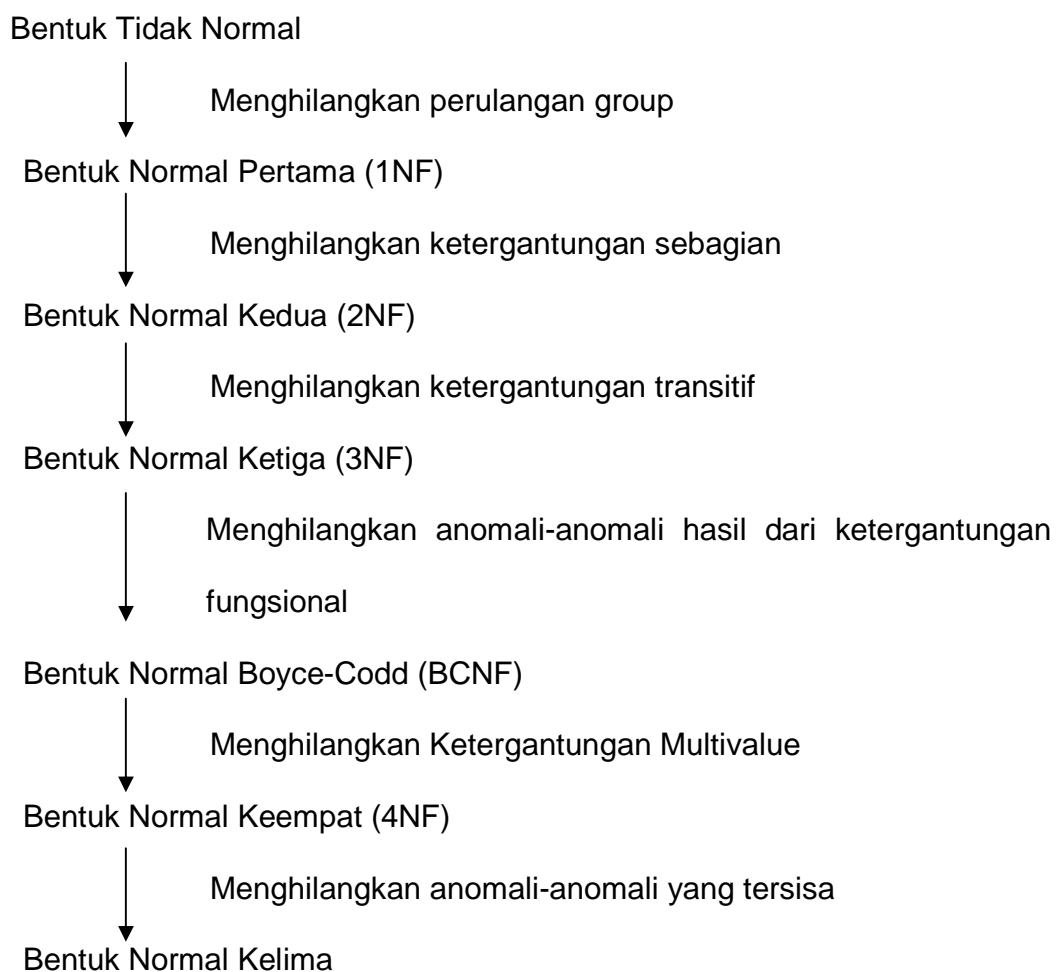 Bentuk Tidak Normal
Menghilangkan perulangan group
Bentuk Normal Pertama (1NF)
Menghilangkan ketergantungan sebagian
Bentuk Normal Kedua (2NF)
Menghilangkan ketergantungan transitif
Bentuk Normal Ketiga (3NF)
Menghilangkan anomali-anomali hasil dari ketergantungan
fungsional
Bentuk Normal Boyce-Codd (BCNF)
Menghilangkan Ketergantungan Multivalue
Bentuk Normal Keempat (4NF)
Menghilangkan anomali-anomali yang tersisa
Bentuk Normal Kelima